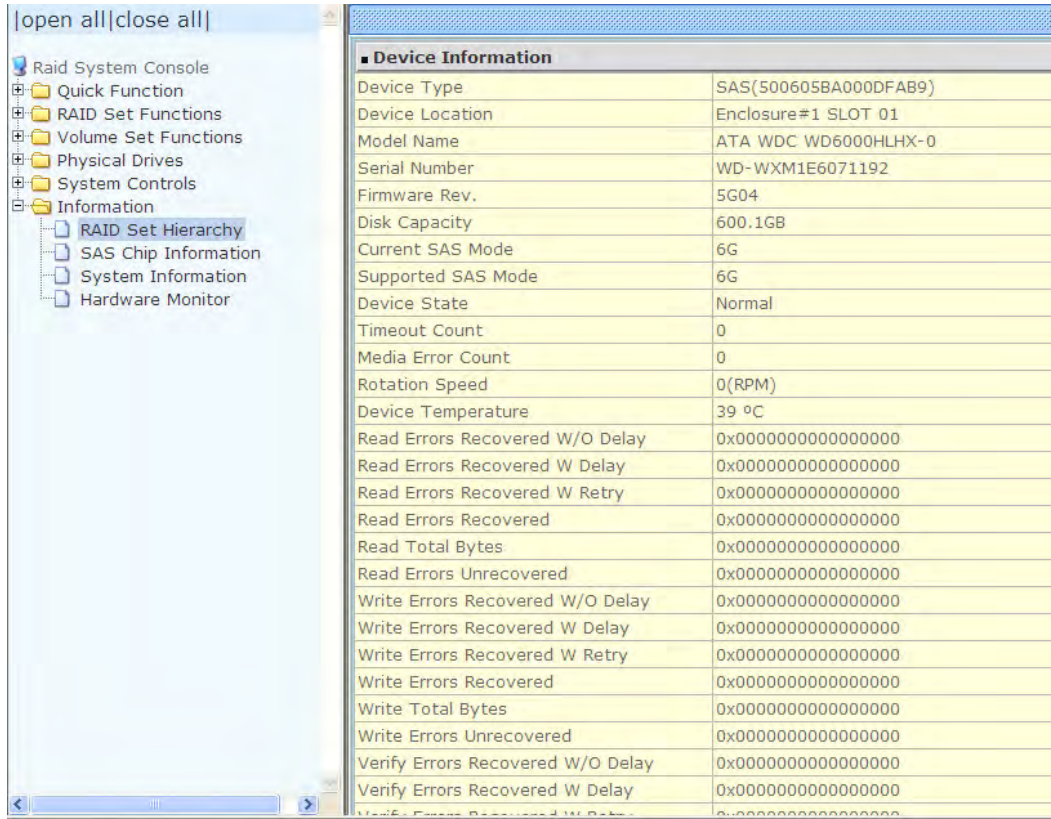 |open all|close all|
Raid System Console
Quick Function
RAID Set Functions
Volume Set Functions
Physical Drives
System Controls
Information
RAID Set Hierarchy
SAS Chip Information
System Information
Hardware Monitor
Device Information
Device Type SAS(500605BA000DFAB9)
Device Location Enclosure#1 SLOT 01
Model Name ATA WDC WD6000HLHX-0
Serial Number WD-WXM1E6071192
Firmware Rev. 5G04
Disk Capacity 600.1GB
Current SAS Mode 6G
Supported SAS Mode 6G
Device State Normal
Timeout Count 0
Media Error Count 0
Rotation Speed 0(RPM)
Device Temperature 39 ºC
Read Errors Recovered W/O Delay 0x0000000000000000
Read Errors Recovered W Delay 0x0000000000000000
Read Errors Recovered W Retry 0x0000000000000000
Read Errors Recovered 0x0000000000000000
Read Total Bytes 0x0000000000000000
Read Errors Unrecovered 0x0000000000000000
Write Errors Recovered W/O Delay 0x0000000000000000
Write Errors Recovered W Delay 0x0000000000000000
Write Errors Recovered W Retry 0x0000000000000000
Write Errors Recovered 0x0000000000000000
Write Total Bytes 0x0000000000000000
Write Errors Unrecovered 0x0000000000000000
Verify Errors Recovered W/O Delay 0x0000000000000000
Verify Errors Recovered W Delay 0x0000000000000000